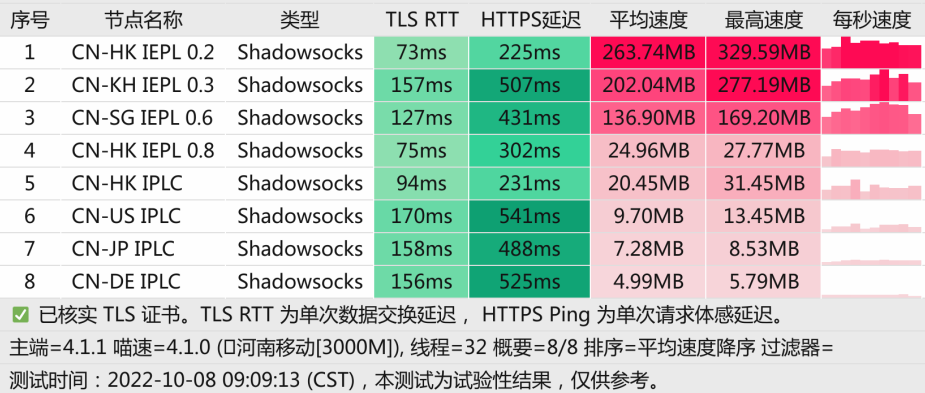 序号 节点名称 类型 TLS RTT HTTPS延迟 平均速度 最高速度 每秒速度
1 CN-HK IEPL 0.2 Shadowsocks 73ms 225ms 263.74MB 329.59MB
2 CN-KH IEPL 0.3 Shadowsocks 157ms 507ms 202.04MB 277.19MB
3 CN-SG IEPL 0.6 Shadowsocks 127ms 431ms 136.90MB 169.20MB
4 CN-HK IEPL 0.8 Shadowsocks 75ms 302ms 24.96MB 27.77MB
5 CN-HK IPLC Shadowsocks 94ms 231ms 20.45MB 31.45MB
6 CN-US IPLC Shadowsocks 170ms 541ms 9.70MB 13.45MB
7 CN-JP IPLC Shadowsocks 158ms 488ms 7.28MB 8.53MB
8 CN-DE IPLC Shadowsocks 156ms 525ms 4.99MB 5.79MB
✅ 已核实 TLS 证书。TLS RTT 为单次数据交换延迟， HTTPS Ping 为单次请求体感延迟。
主端=4.1.1 喵速=4.1.0 (▯河南移动[3000M]), 线程=32 概要=8/8 排序=平均速度降序 过滤器=
测试时间：2022-10-08 09:09:13 (CST)，本测试为试验性结果，仅供参考。